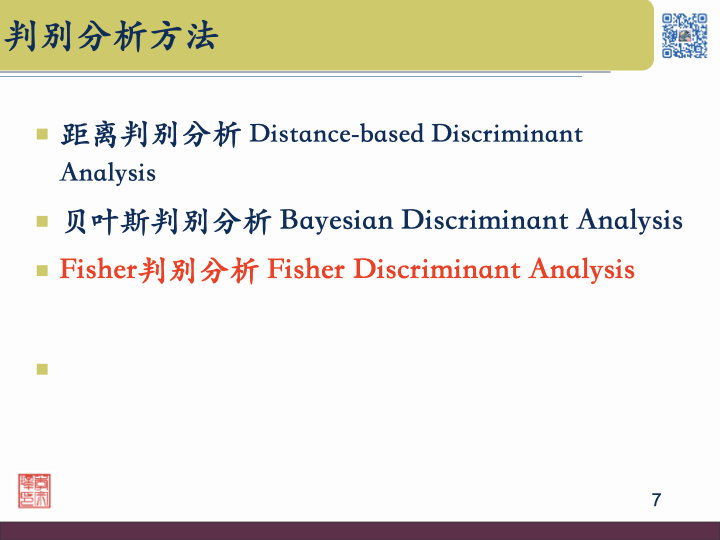 判别分析方法
距离判别分析 Distance-based Discriminant
Analysis
贝叶斯判别分析 Bayesian Discriminant Analysis
Fisher判别分析 Fisher Discriminant Analysis
7